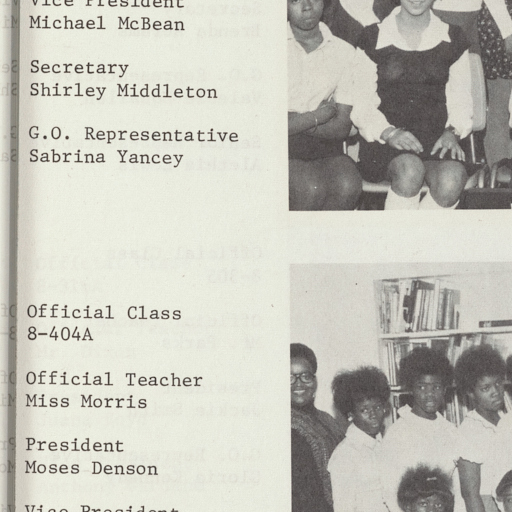 Vice President
Michael McBean
Secretary
Shirley Middleton
G.O. Representative
Sabrina Yancey
Official Class
8-404A
Official Teacher
Miss Morris
President
Moses Denson
Vice President